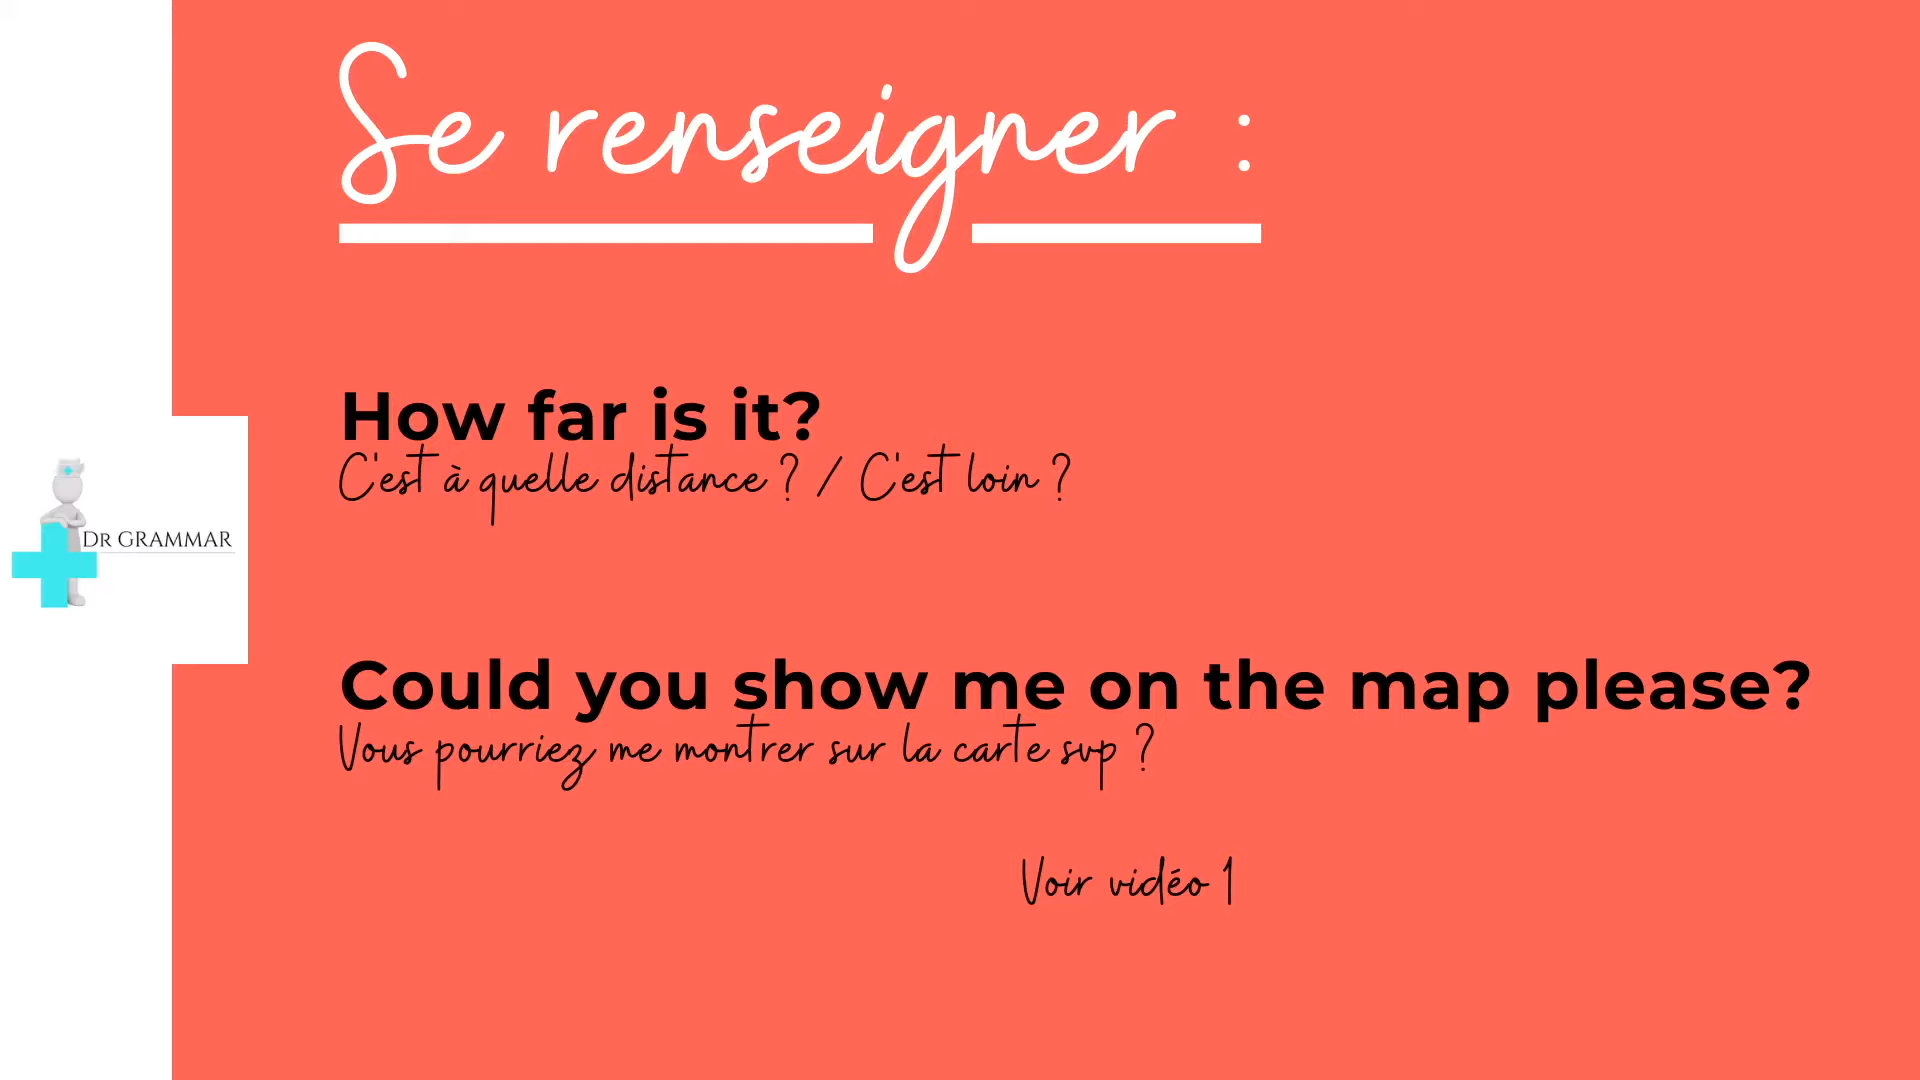 Se renseigner :
How far is it?
C'est à quelle distance ? / C'est loin ?
DR GRAMMAR
Could you show me on the map please?
Vous pourriez me montrer sur la carte svp ?
Voir vidéo 1